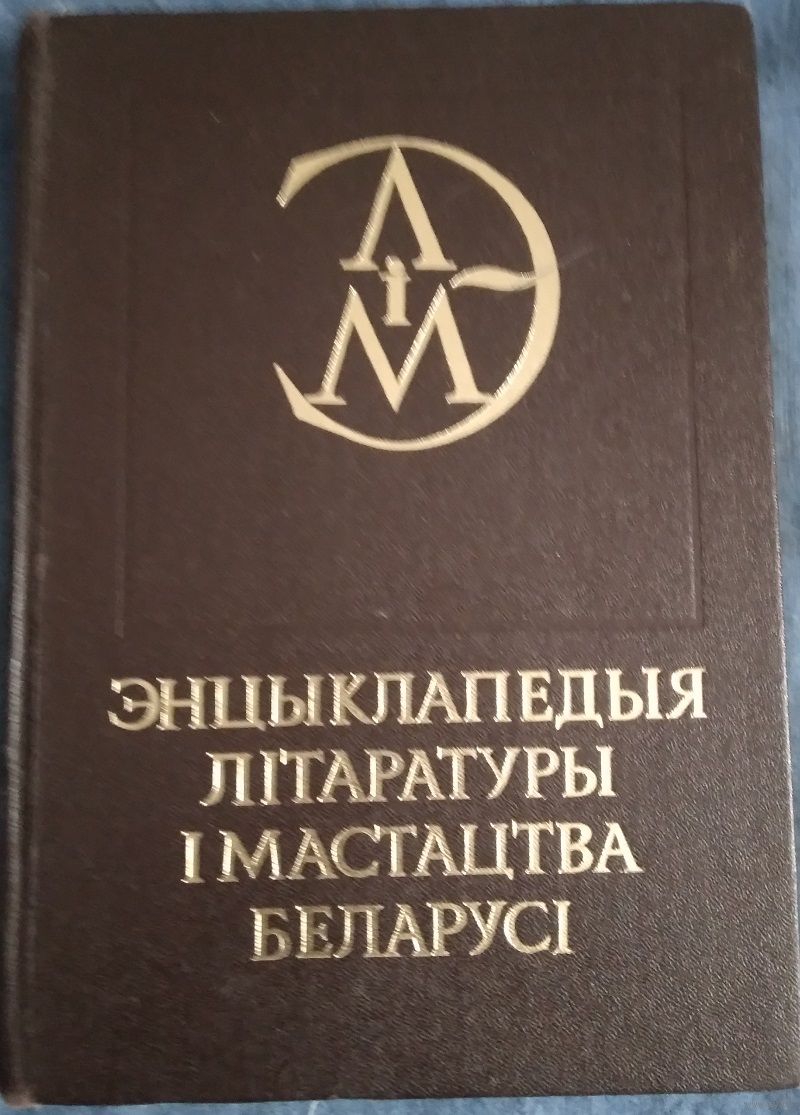 Э
Л
і
М
ЭНЦЫКЛАПЕДЫЯ
ЛІТАРАТУРЫ
І МАСТАЦТВА
БЕЛАРУСІ